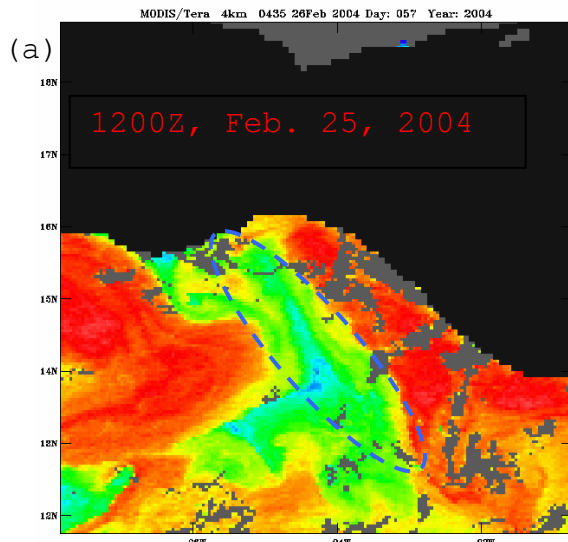 MODIS/Tera 4km 0435 26Feb 2004 Day: 057 Year: 2004
(a)
18N
1200Z, Feb. 25, 2004
17N
16N
15N
14N
13N
12N